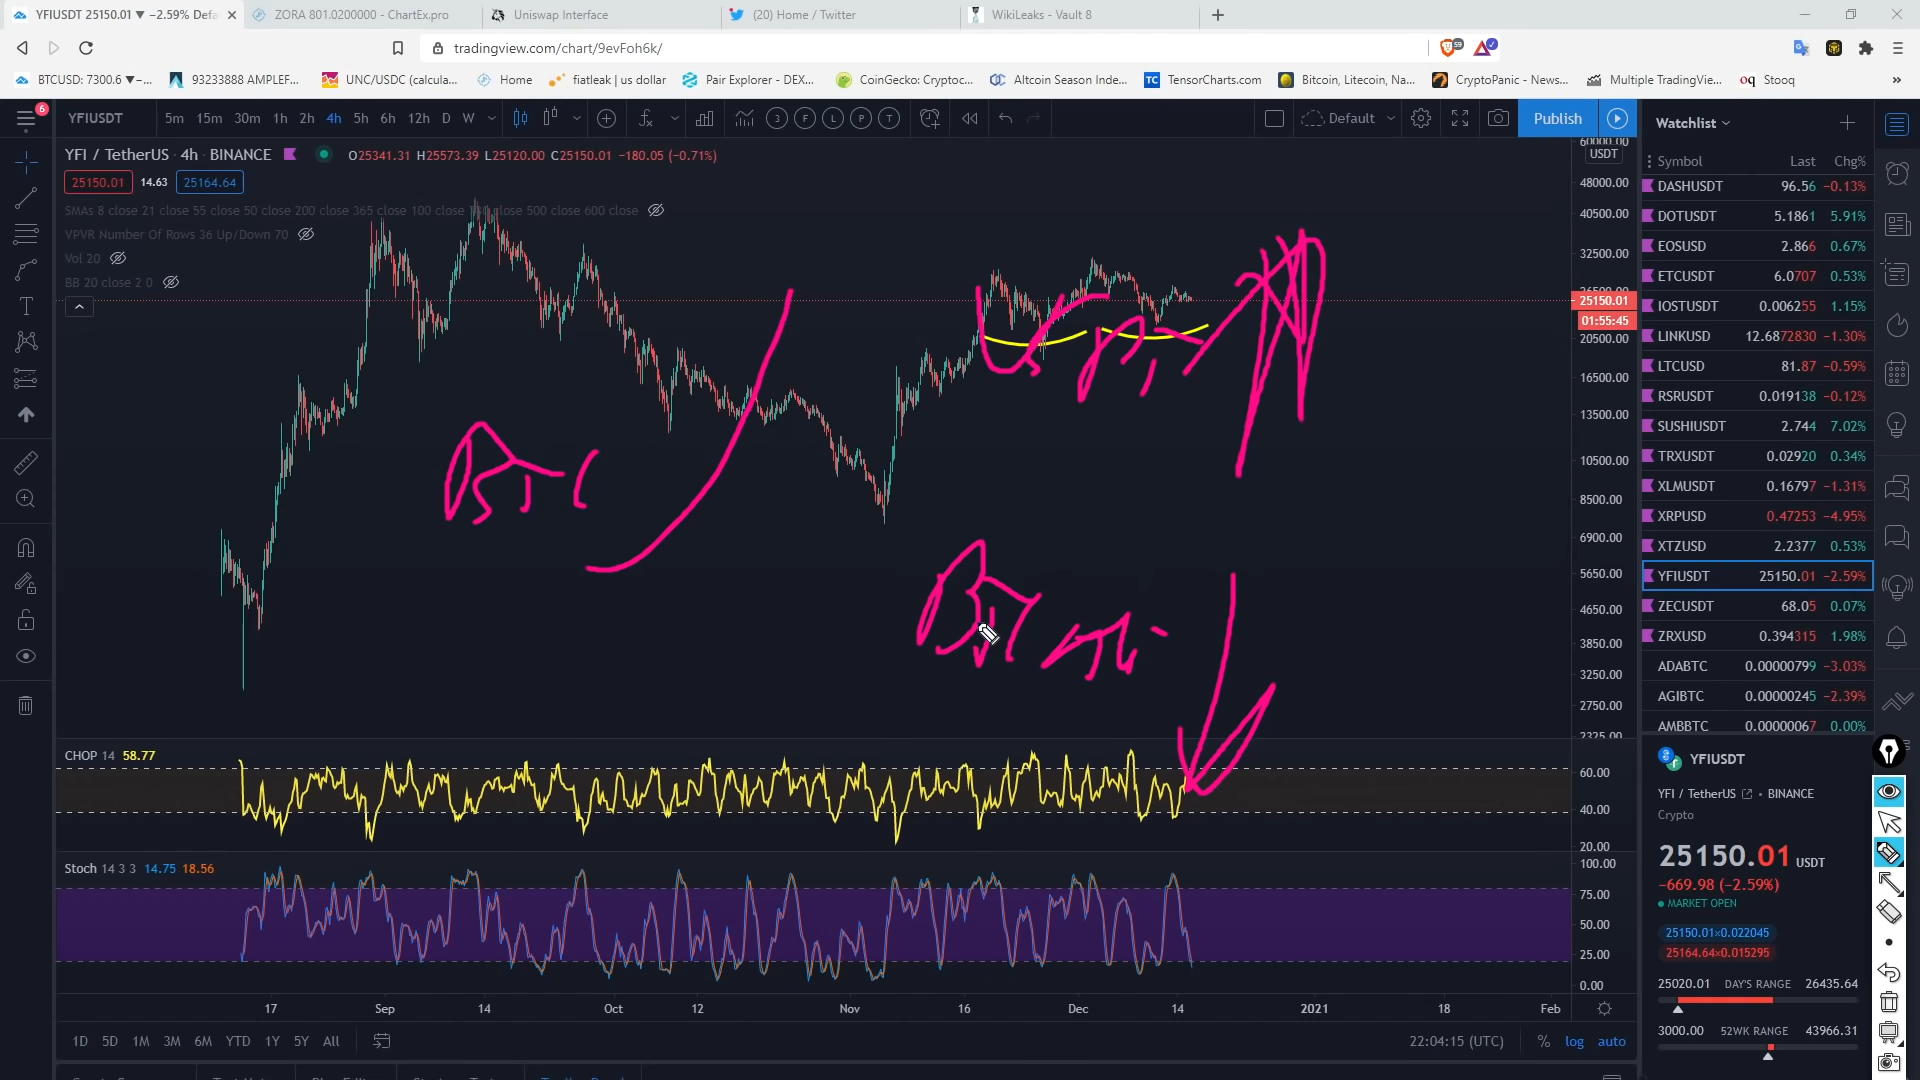 YFIUSDT 25150.01 ▼ −2.59% Defa
ZORA 801.0200000 - ChartEx.pro
Uniswap Interface
(20) Home / Twitter
WikiLeaks - Vault 8
tradingview.com/chart/9evFoh6k/
BTCUSD: 7300.6 ▼−...
93233888 AMPLEF...
UNC/USDC (calcula...
Home
fiatleak | us dollar
Pair Explorer - DEX...
CoinGecko: Cryptoc...
Altcoin Season Inde...
TensorCharts.com
Bitcoin, Litecoin, Na...
CryptoPanic - News...
Multiple TradingVie...
Stooq
6 YFIUSDT 5m 15m 30m 1h 2h 4h 5h 6h 12h D W 3 F L P T Default Publish
Watchlist
YFI / TetherUS · 4h · BINANCE O25341.31 H25573.39 L25120.00 C25150.01 −180.05 (−0.71%)
25150.01 14.63 25164.64
SMAs 8 close 21 close 55 close 50 close 200 close 365 close 100 close close 500 close 600 close
VPVR Number Of Rows 36 Up/Down 70
Vol 20
BB 20 close 2 0
60000.00
USDT
48000.00
40500.00
32500.00
25150.01
01:55:45
20500.00
16500.00
13500.00
10500.00
8500.00
6900.00
5650.00
4650.00
3850.00
3250.00
2750.00
2325.00
BTC
CHOP 14 58.77
60.00
40.00
20.00
Stoch 14 3 3 14.75 18.56
100.00
75.00
50.00
25.00
0.00
17 Sep 14 Oct 12 Nov 16 Dec 14 2021 18 Feb
1D 5D 1M 3M 6M YTD 1Y 5Y All
22:04:15 (UTC) % log auto
Symbol Last Chg%
DASHUSDT 96.56 −0.13%
DOTUSDT 5.1861 5.91%
EOSUSD 2.866 0.67%
ETCUSDT 6.0707 0.53%
IOSTUSDT 0.006255 1.15%
LINKUSD 12.6872830 −1.30%
LTCUSD 81.87 −0.59%
RSRUSDT 0.019138 −0.12%
SUSHIUSDT 2.744 7.02%
TRXUSDT 0.02920 0.34%
XLMUSDT 0.16797 −1.31%
XRPUSD 0.47253 −4.95%
XTZUSD 2.2377 0.53%
YFIUSDT 25150.01 −2.59%
ZECUSDT 68.05 0.07%
ZRXUSD 0.394315 1.98%
ADABTC 0.00000799 −3.03%
AGIBTC 0.00000245 −2.39%
AMBBTC 0.00000067 0.00%
YFIUSDT
YFI / TetherUS • BINANCE
Crypto
25150.01 USDT
−669.98 (−2.59%)
MARKET OPEN
25150.01×0.022045
25164.64×0.015295
25020.01 DAY'S RANGE 26435.64
3000.00 52WK RANGE 43966.31